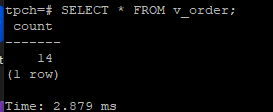 tpch=# SELECT * FROM v_order;
count
-------
14
(1 row)
Time: 2.879 ms